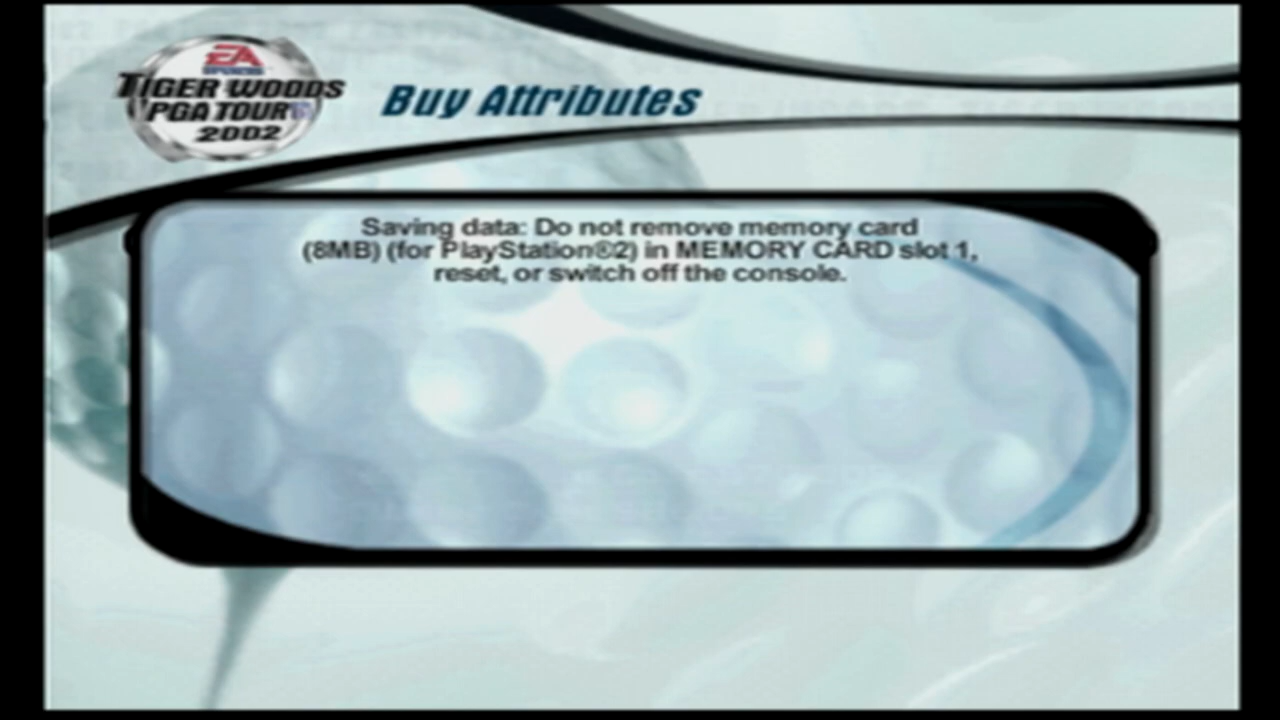 EA
SPORTS
TIGER WOODS
PGA TOUR
2002
Buy Attributes
Saving data: Do not remove memory card
(8MB) (for PlayStation®2) in MEMORY CARD slot 1,
reset, or switch off the console.